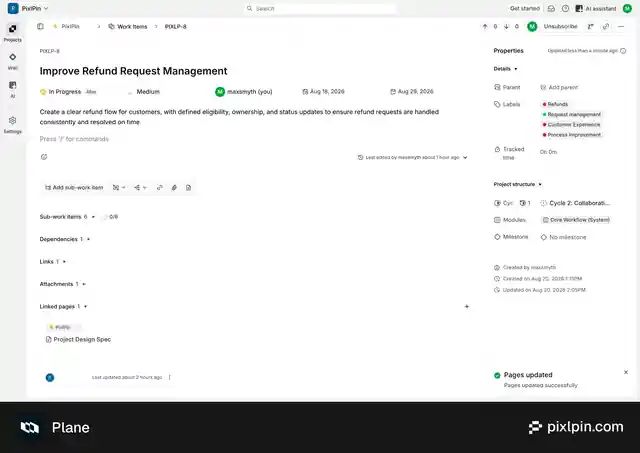 PixlPin
Search
Get started
AI assistant
M
Projects
Wiki
AI
Settings
PixlPin > Work Items > PIXLP-8
0
0
M
Unsubscribe
PIXLP-8
Improve Refund Request Management
In Progress
Medium
M maxsmyth (you)
Aug 18, 2026
Aug 29, 2026
Create a clear refund flow for customers, with defined eligibility, ownership, and status updates to ensure refund requests are handled
consistently and resolved on time
Press '/' for commands
Last edited by maxsmyth about 1 hour ago
Add sub-work item
Sub-work items 6 0/6
Dependencies 1
Links 1
Attachments 1
Linked pages 1
PixlPin
Project Design Spec
P
Last updated about 2 hours ago
Properties
Updated less than a minute ago
Details
Parent
Add parent
Labels
Refunds
Request management
Customer Experience
Process Improvement
Tracked
time
0h 0m
Project structure
Cyc 1
Cycle 2: Collaborati...
Modules
Core Workflow (System)
Milestone
No milestone
Created by maxsmyth
Created on Aug 20, 2026 1:11PM
Updated on Aug 20, 2026 2:05PM
Pages updated
Pages updated successfully
Plane
pixlpin.com